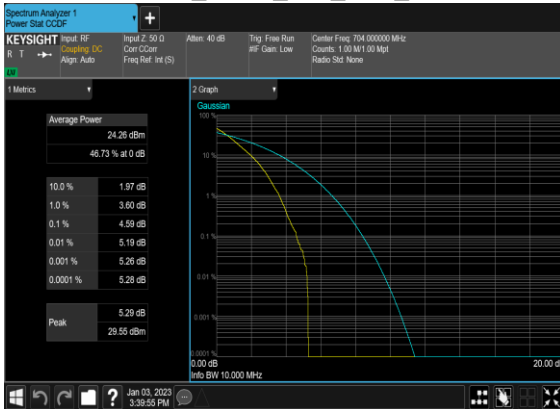 Spectrum Analyzer 1
Power Stat CCDF
KEYSIGHT
R T
Input: RF
Coupling: DC
Align: Auto
Input Z: 50 Ω
Corr CCorr
Freq Ref: Int (S)
Atten: 40 dB
Trig: Free Run
#IF Gain: Low
Center Freq: 704.000000 MHz
Counts: 1.00 M/1.00 Mpt
Radio Std: None
1 Metrics
Average Power
24.26 dBm
46.73 % at 0 dB
10.0 % 1.97 dB
1.0 % 3.60 dB
0.1 % 4.59 dB
0.01 % 5.19 dB
0.001 % 5.26 dB
0.0001 % 5.28 dB
Peak
5.29 dB
29.55 dBm
2 Graph
Gaussian
100 %
10 %
1 %
0.1 %
0.01 %
0.001 %
0.0001 %
0.00 dB
20.00 d
Info BW 10.000 MHz
?
Jan 03, 2023
3:39:55 PM